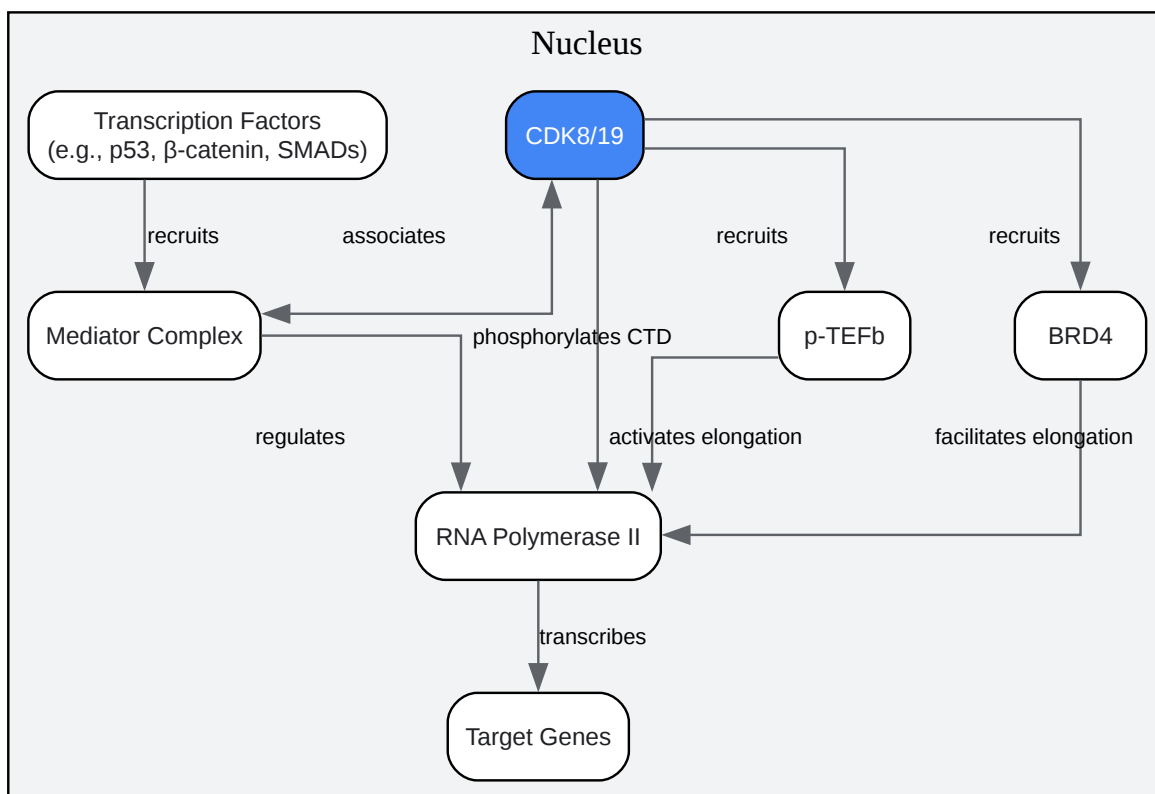 Nucleus
Transcription Factors
(e.g., p53, β-catenin, SMADs)
CDK8/19
recruits
associates
recruits
recruits
Mediator Complex
phosphorylates CTD
p-TEFb
BRD4
regulates
activates elongation
facilitates elongation
RNA Polymerase II
transcribes
Target Genes